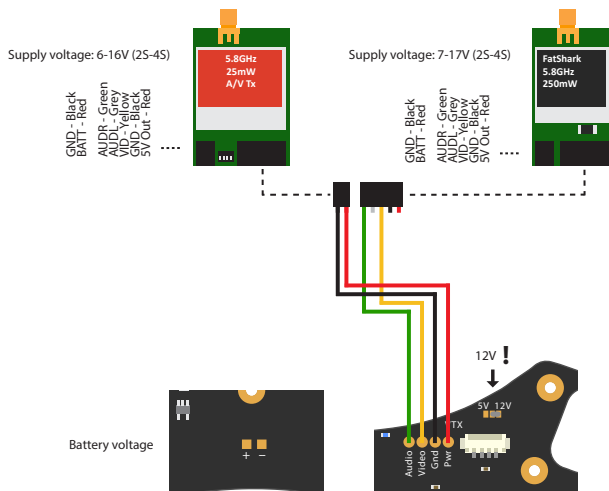 Supply voltage: 6-16V (2S-4S)
5.8GHz
25mW
A/V Tx
GND - Black
BATT - Red
AUDR - Green
AUDL - Grey
VID - Yellow
GND - Black
5V Out - Red
Supply voltage: 7-17V (2S-4S)
FatShark
5.8GHz
250mW
GND - Black
BATT - Red
AUDR - Green
AUDL - Grey
VID - Yellow
GND - Black
5V Out - Red
12V !
5V 12V
VTX
Audio
Video
Gnd
Pwr
Battery voltage
+ −